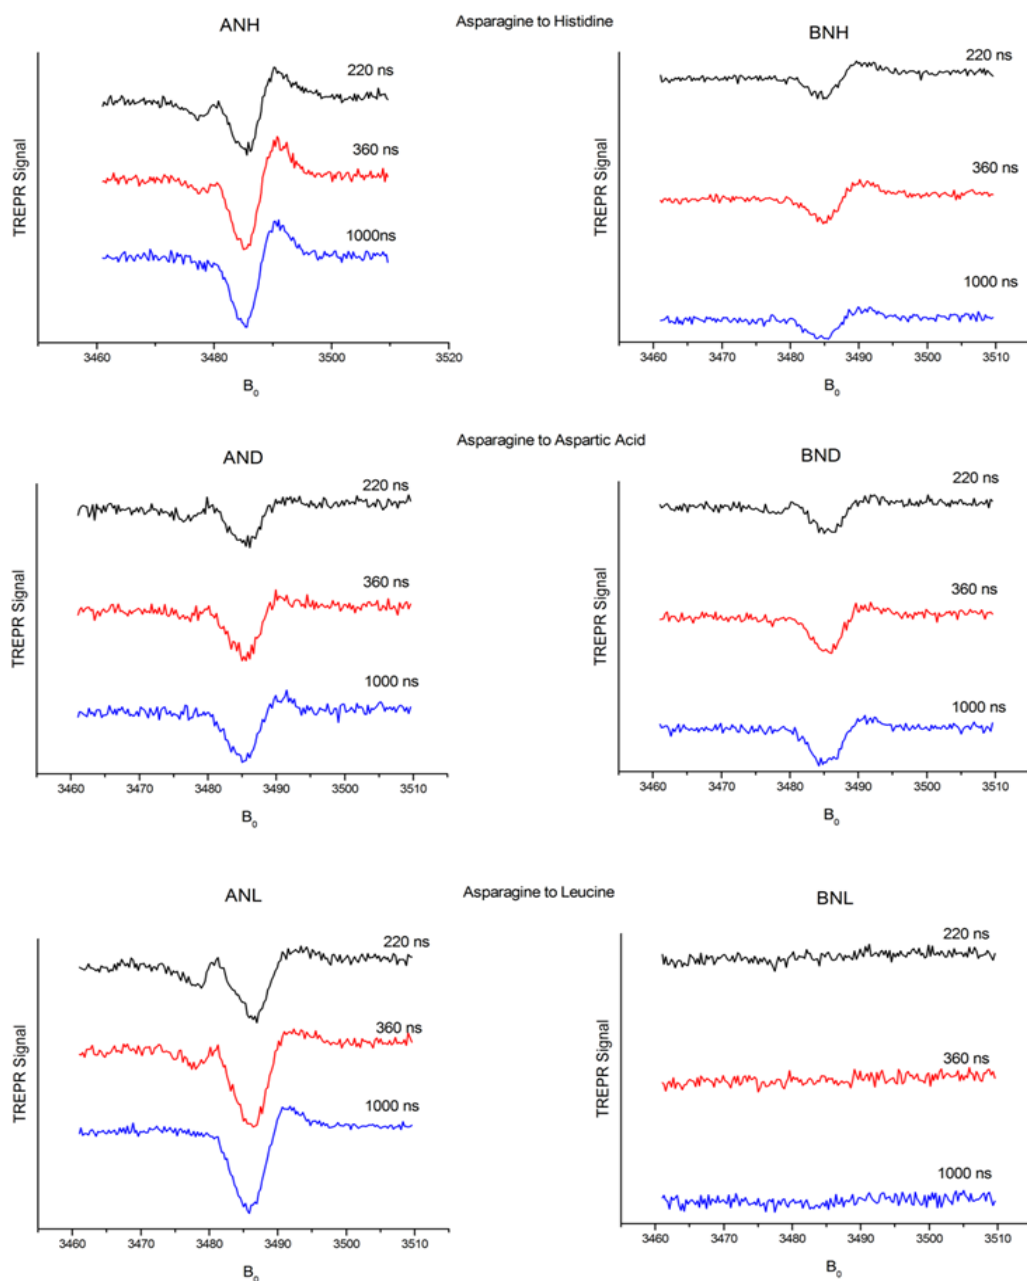 Asparagine to Histidine
ANH
220 ns
360 ns
1000ns
TREPR Signal
3460 3480 3500 3520
B0
BNH
220 ns
360 ns
1000 ns
TREPR Signal
3460 3470 3480 3490 3500 3510
B0
Asparagine to Aspartic Acid
AND
220 ns
360 ns
1000 ns
TREPR Signal
3460 3470 3480 3490 3500 3510
B0
BND
220 ns
360 ns
1000 ns
TREPR Signal
3460 3470 3480 3490 3500 3510
B0
Asparagine to Leucine
ANL
220 ns
360 ns
1000 ns
TREPR Signal
3460 3470 3480 3490 3500 3510
B0
BNL
220 ns
360 ns
1000 ns
TREPR Signal
3460 3470 3480 3490 3500 3510
B0